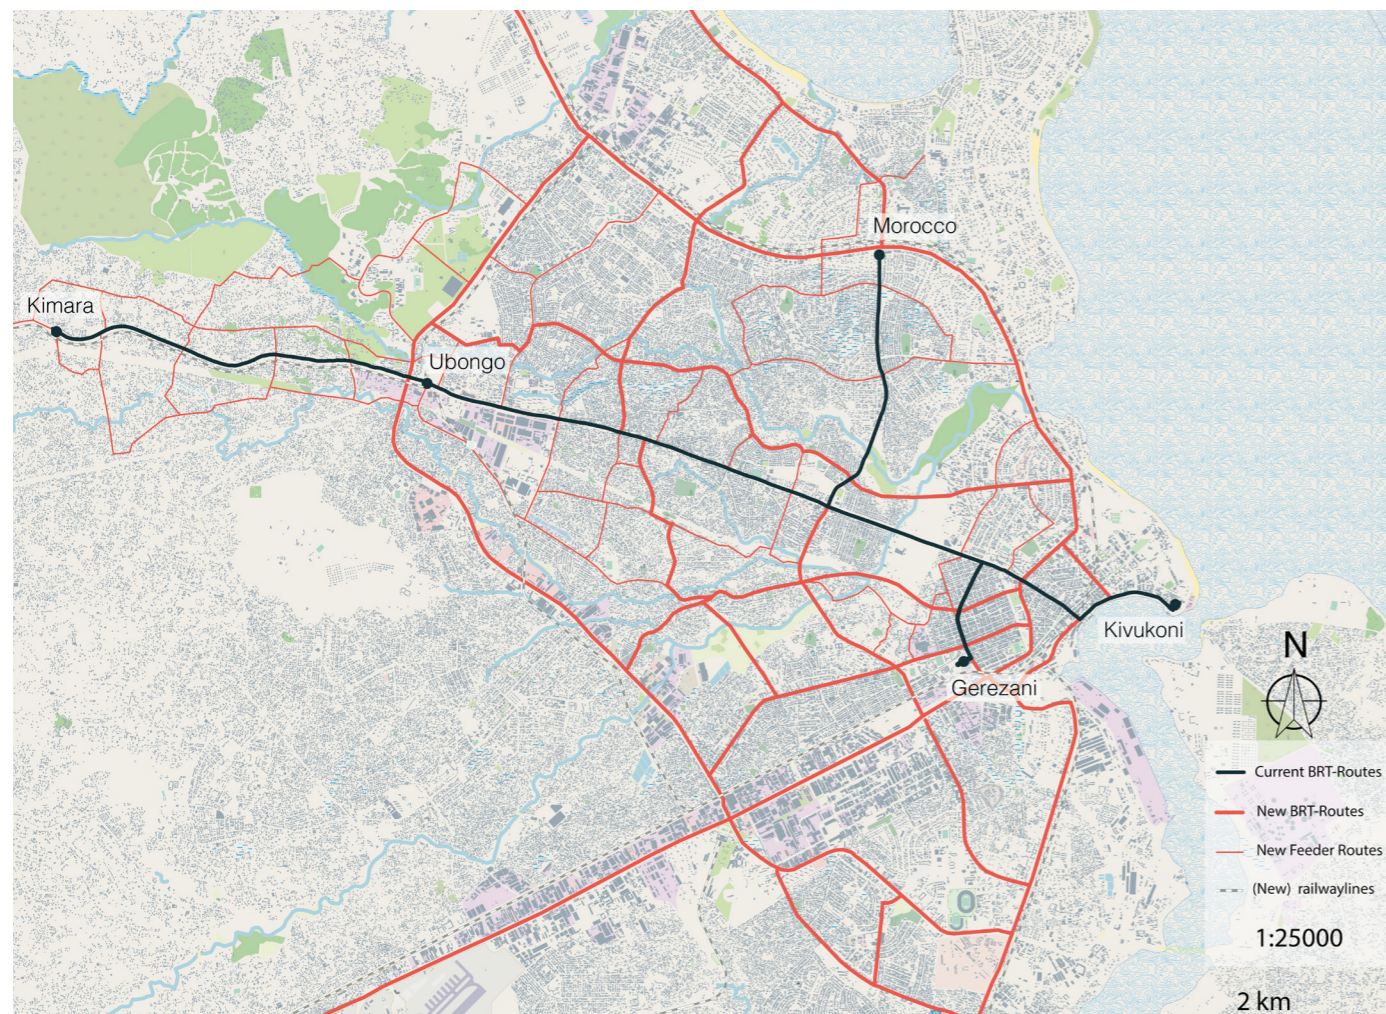 Morocco
Kimara
Ubongo
Kivukoni
Gerezani
N
Current BRT-Routes
New BRT-Routes
New Feeder Routes
(New) railwaylines
1:25000
2 km